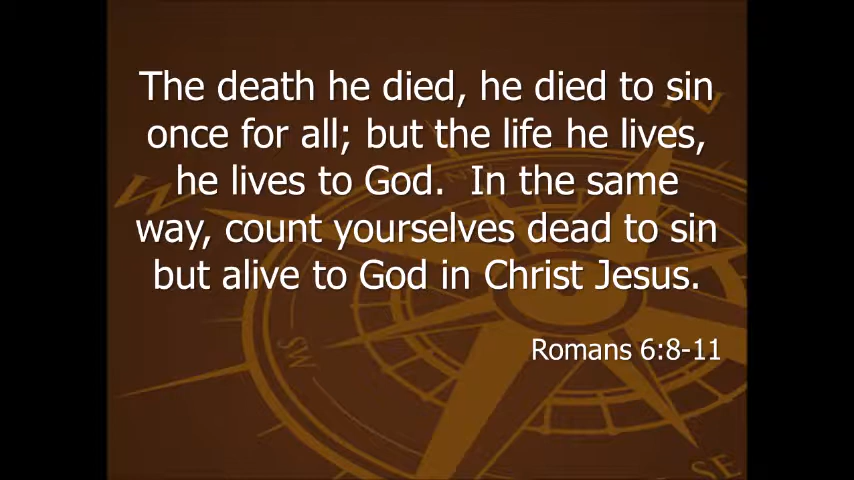 The death he died, he died to sin
once for all; but the life he lives,
he lives to God.  In the same
way, count yourselves dead to sin
but alive to God in Christ Jesus.
Romans 6:8-11
W
SW
SE